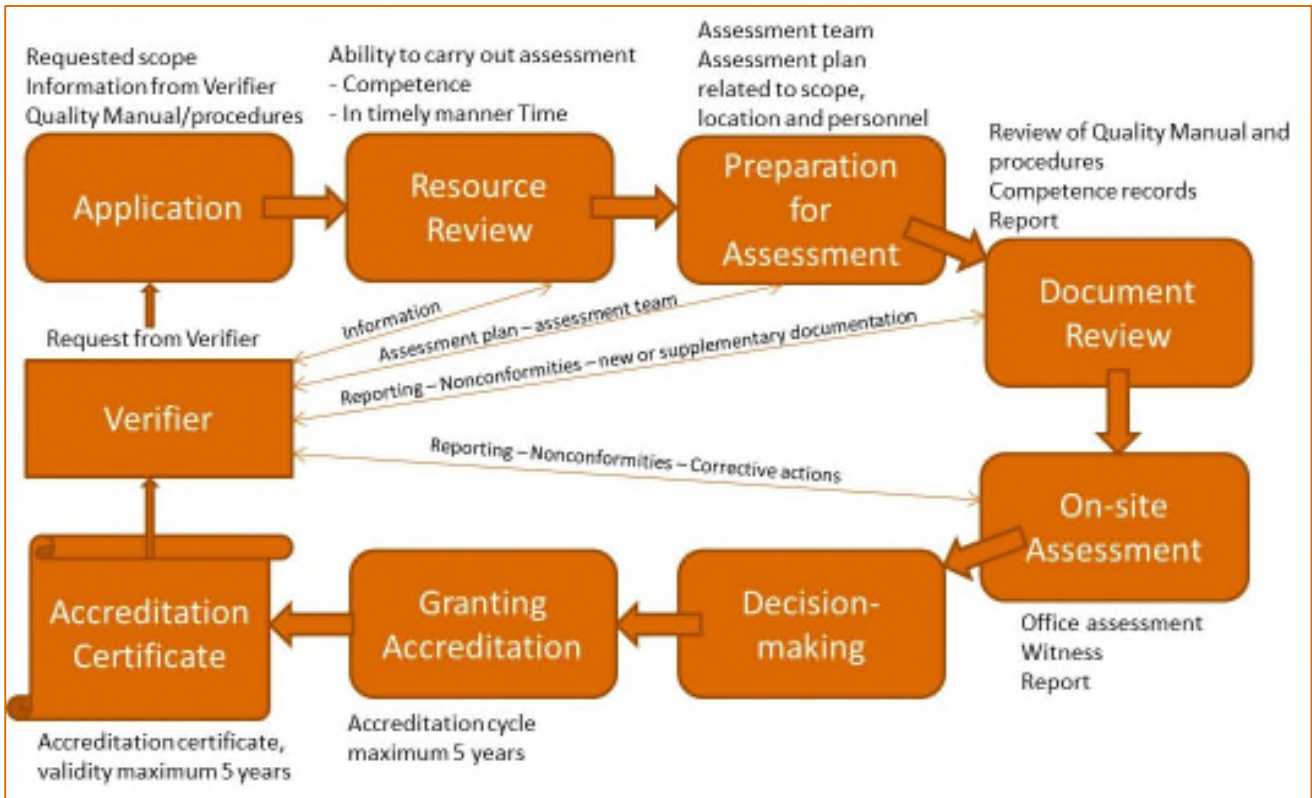 Requested scope
Information from Verifier
Quality Manual/procedures
Application
Ability to carry out assessment
- Competence
- In timely manner Time
Resource
Review
Assessment team
Assessment plan
related to scope,
location and personnel
Preparation
for
Assessment
Review of Quality Manual and
procedures
Competence records
Report
Document
Review
Request from Verifier
Verifier
Information
Assessment plan – assessment team
Reporting – Nonconformities – new or supplementary documentation
Reporting – Nonconformities – Corrective actions
On-site
Assessment
Office assessment
Witness
Report
Decision-
making
Granting
Accreditation
Accreditation cycle
maximum 5 years
Accreditation
Certificate
Accreditation certificate,
validity maximum 5 years